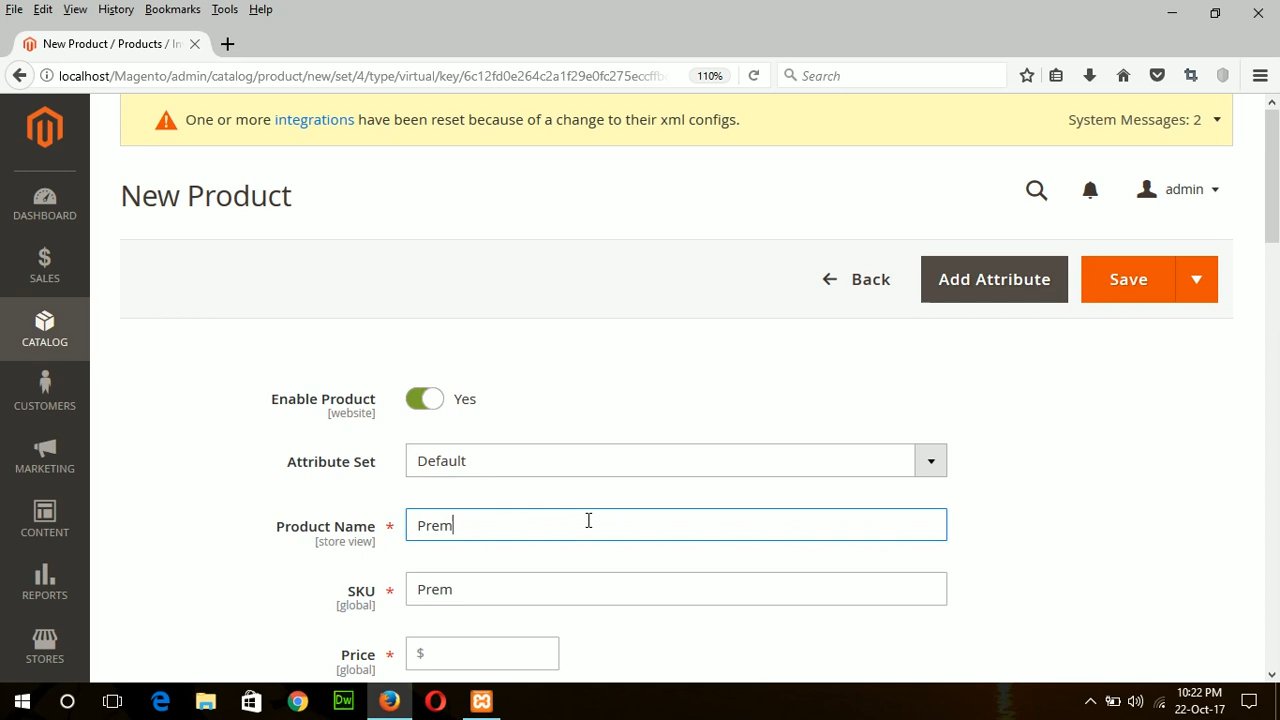 File Edit View History Bookmarks Tools Help
New Product / Products / In
localhost/Magento/admin/catalog/product/new/set/4/type/virtual/key/6c12fd0e264c2a1f29e0fc275eccffb 110% Search
One or more integrations have been reset because of a change to their xml configs. System Messages: 2
New Product
admin
DASHBOARD
SALES
CATALOG
CUSTOMERS
MARKETING
CONTENT
REPORTS
STORES
Back Add Attribute Save
Enable Product Yes
[website]
Attribute Set Default
Product Name * Prem
[store view]
SKU * Prem
[global]
Price * $
[global]
Dw
10:22 PM
22-Oct-17